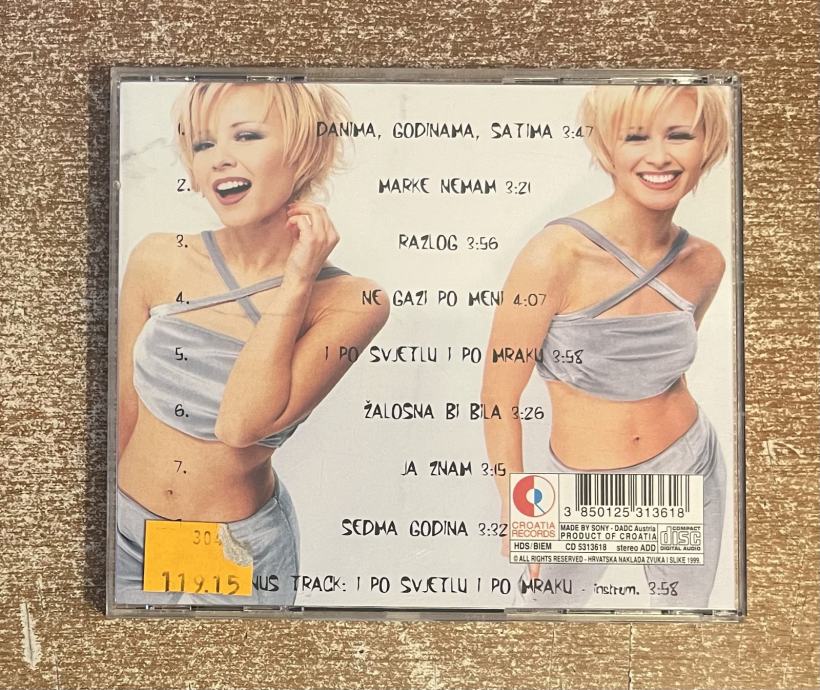 1. DANIMA, GODINAMA, SATIMA 3:47
2. MARKE NEMAM 3:21
3. RAZLOG 3:56
4. NE GAZI PO MENI 4:07
5. I PO SVJETLU I PO MRAKU 3:58
6. ŽALOSNA BI BILA 3:26
7. JA ZNAM 3:15
SEDMA GODINA 3:32
NUS TRACK: I PO SVJETLU I PO MRAKU - instrum. 3:58
304
119.15
3 850125 313618
CROATIA RECORDS
MADE BY SONY - DADC Austria
PRODUCT OF CROATIA
COMPACT disc DIGITAL AUDIO
HDS/BIEM CD 5313618 stereo ADD
© ALL RIGHTS RESERVED - HRVATSKA NAKLADA ZVUKA I SLIKE 1999.